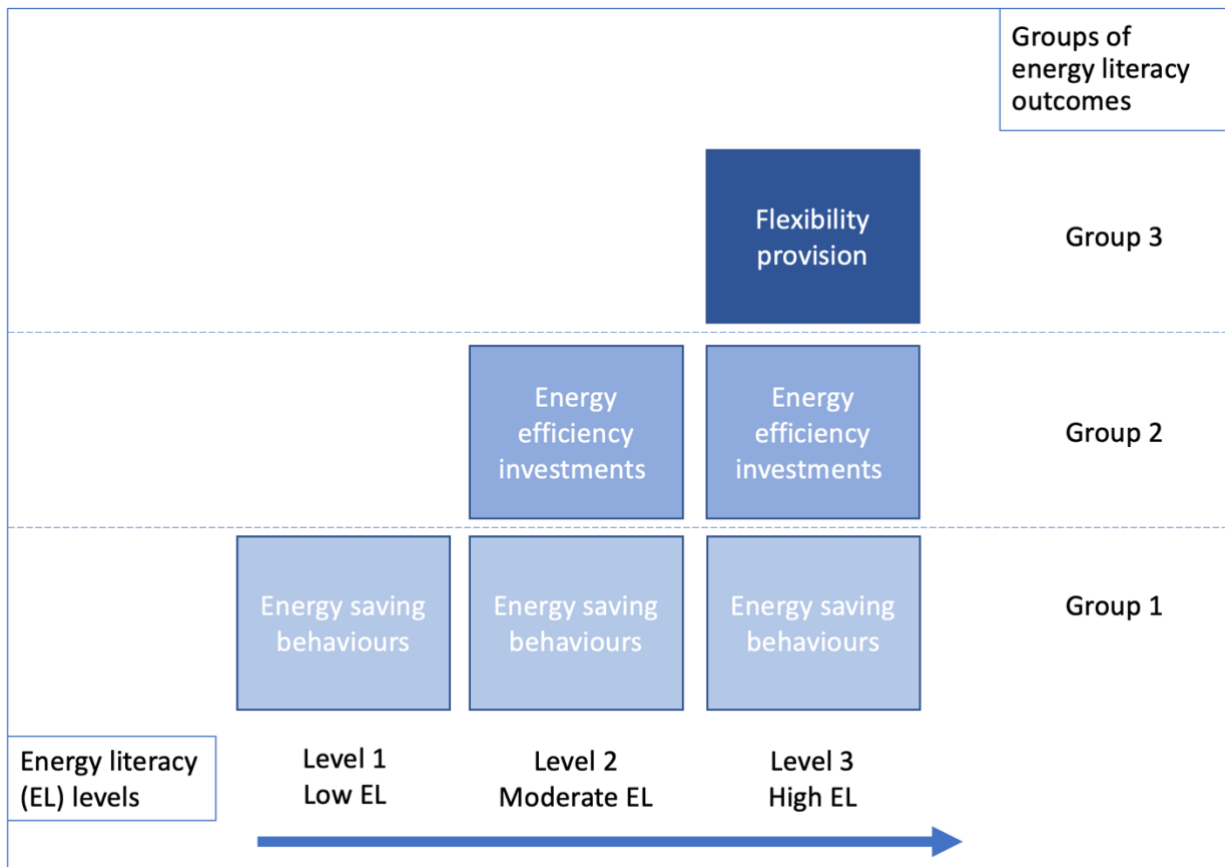 Groups of
energy literacy
outcomes
Flexibility
provision
Group 3
Energy
efficiency
investments
Energy
efficiency
investments
Group 2
Energy saving
behaviours
Energy saving
behaviours
Energy saving
behaviours
Group 1
Energy literacy
(EL) levels
Level 1
Low EL
Level 2
Moderate EL
Level 3
High EL